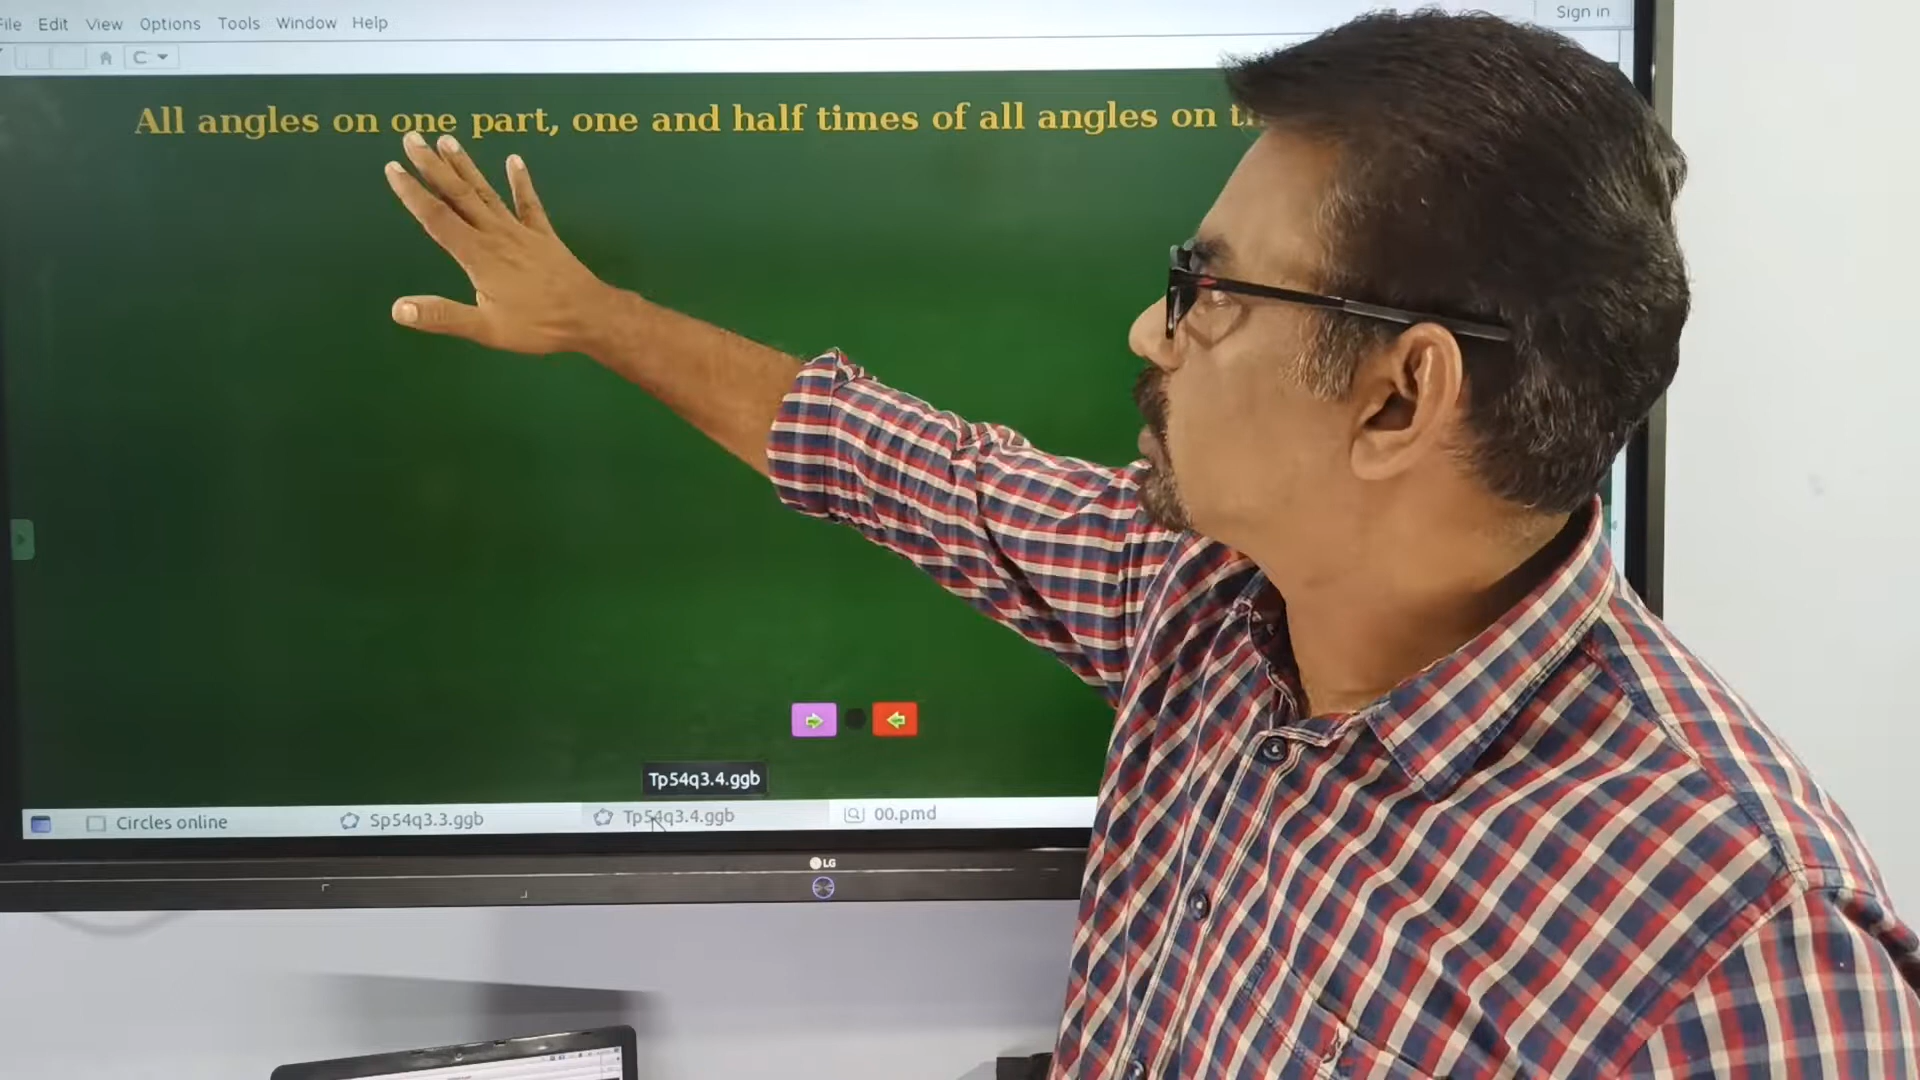 File Edit View Options Tools Window Help
Sign in
All angles on one part, one and half times of all angles on
Tp54q3.4.ggb
Circles online
Sp54q3.3.ggb
Tp54q3.4.ggb
00.pmd
LG